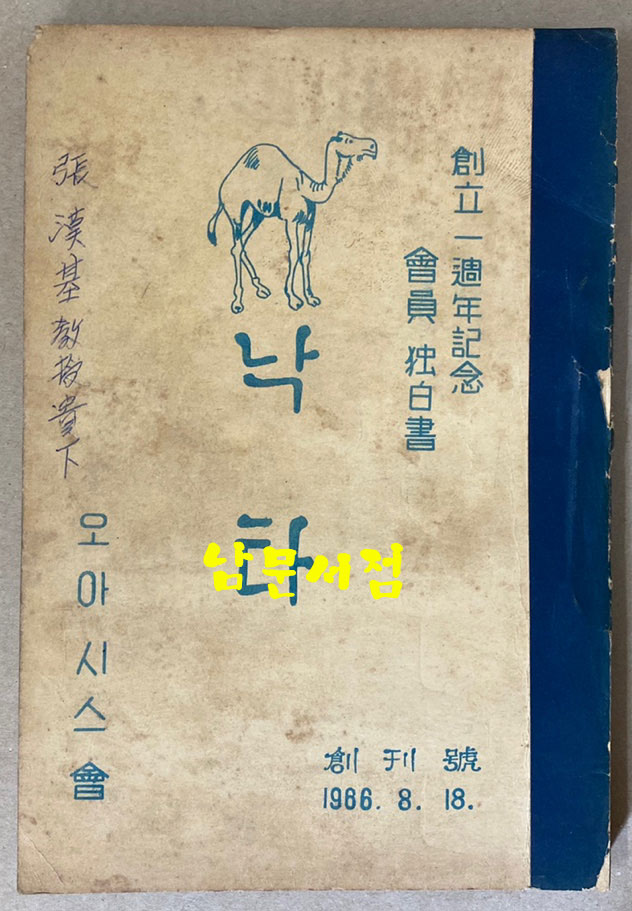 創立一週年記念
會員 独白書
낙타
오아시스會
張漢基教授貴下
創刊號
1966. 8. 18.
남문서점